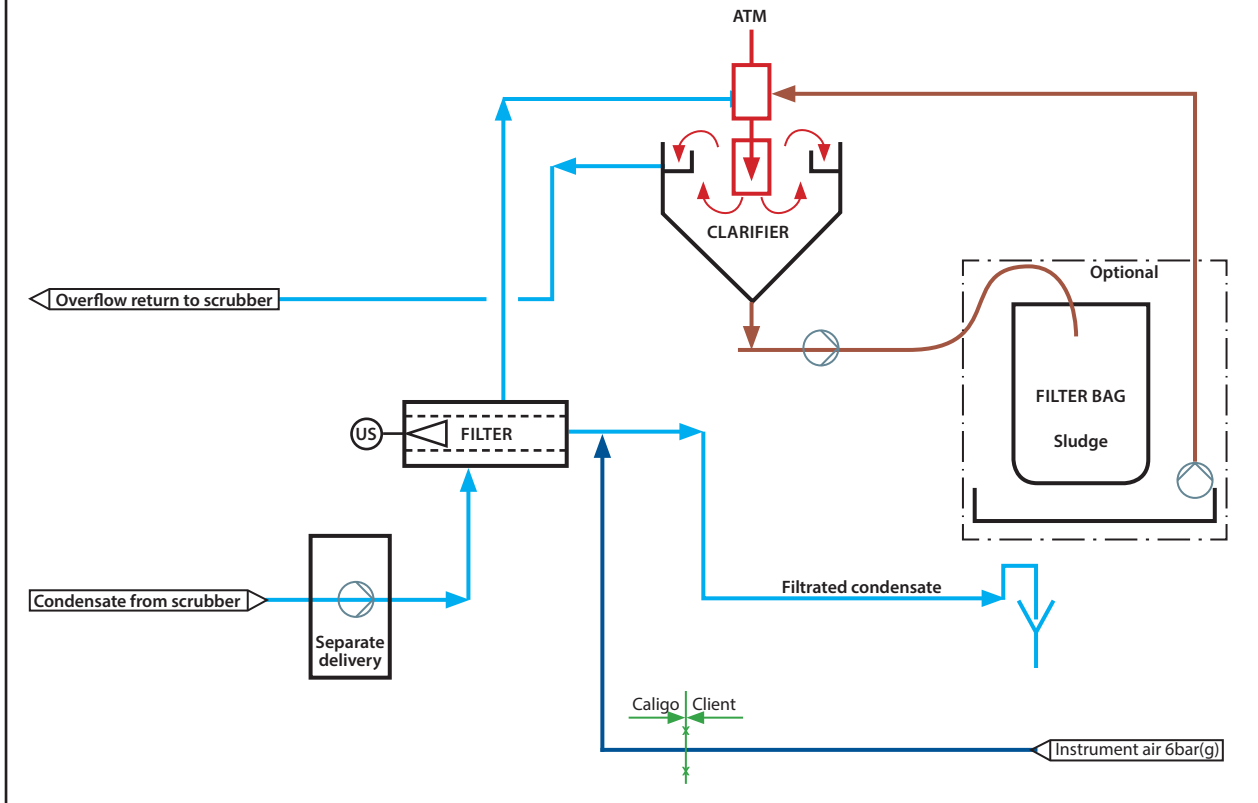 ATM
CLARIFIER
Optional
Overflow return to scrubber
FILTER BAG
Sludge
US
FILTER
Condensate from scrubber
Separate
delivery
Filtrated condensate
Caligo
Client
Instrument air 6bar(g)